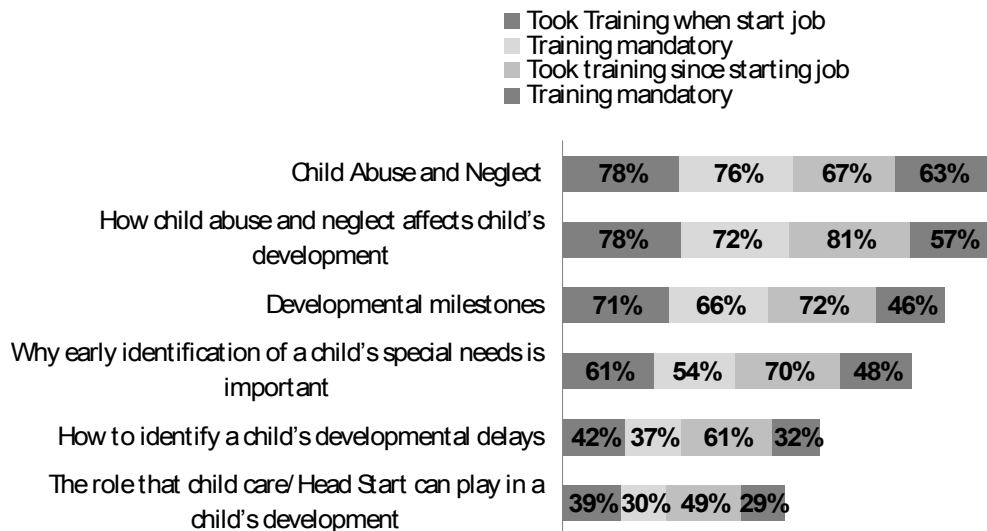 Took Training when start job
Training mandatory
Took training since starting job
Training mandatory
Child Abuse and Neglect
78% 76% 67% 63%
How child abuse and neglect affects child's
development
78% 72% 81% 57%
Developmental milestones
71% 66% 72% 46%
Why early identification of a child's special needs is
important
61% 54% 70% 48%
How to identify a child's developmental delays
42% 37% 61% 32%
The role that child care/Head Start can play in a
child's development
39% 30% 49% 29%